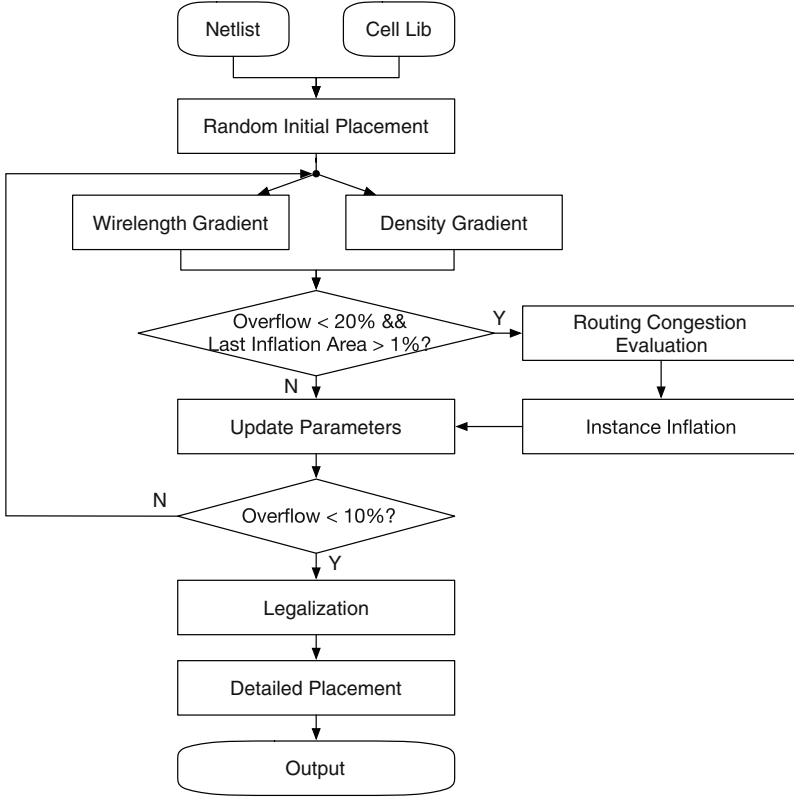 Netlist
Cell Lib
Random Initial Placement
Wirelength Gradient
Density Gradient
Overflow < 20% &&
Last Inflation Area > 1%?
Y
Routing Congestion
Evaluation
N
Update Parameters
Instance Inflation
N
Overflow < 10%?
Y
Legalization
Detailed Placement
Output